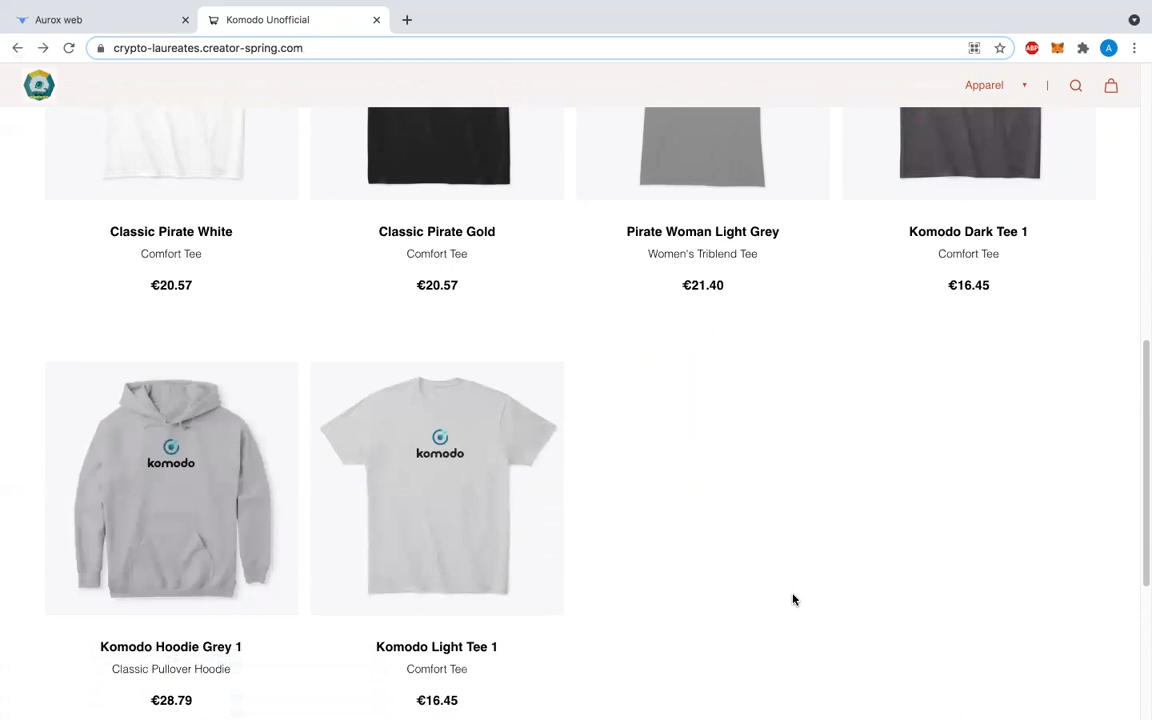 Aurox web
Komodo Unofficial
crypto-laureates.creator-spring.com
ABP
A
Apparel
Classic Pirate White
Comfort Tee
€20.57
Classic Pirate Gold
Comfort Tee
€20.57
Pirate Woman Light Grey
Women's Triblend Tee
€21.40
Komodo Dark Tee 1
Comfort Tee
€16.45
komodo
komodo
Komodo Hoodie Grey 1
Classic Pullover Hoodie
€28.79
Komodo Light Tee 1
Comfort Tee
€16.45